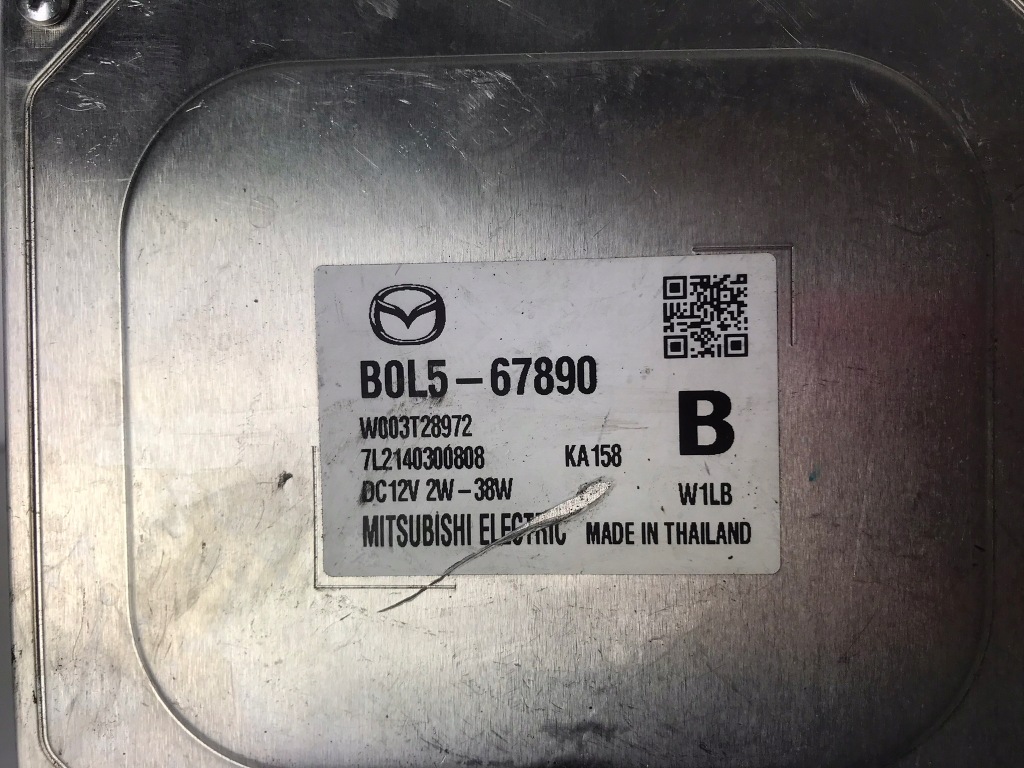 B0L5-67890
B
W003T28972
7L2140300808 KA158
DC12V 2W-38W W1LB
MITSUBISHI ELECTRIC MADE IN THAILAND